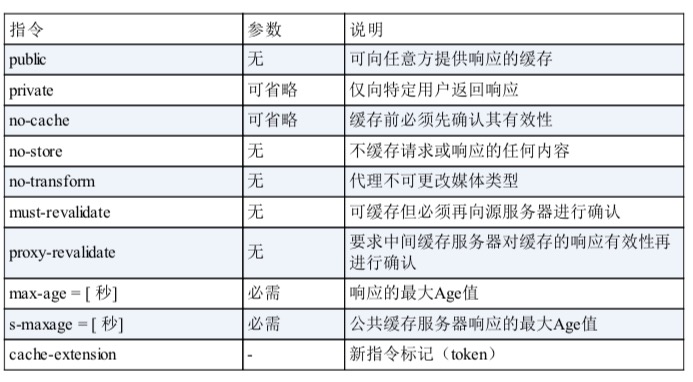 指令 参数 说明
public 无 可向任意方提供响应的缓存
private 可省略 仅向特定用户返回响应
no-cache 可省略 缓存前必须先确认其有效性
no-store 无 不缓存请求或响应的任何内容
no-transform 无 代理不可更改媒体类型
must-revalidate 无 可缓存但必须再向源服务器进行确认
proxy-revalidate 无 要求中间缓存服务器对缓存的响应有效性再
进行确认
max-age = [ 秒] 必需 响应的最大Age值
s-maxage = [ 秒] 必需 公共缓存服务器响应的最大Age值
cache-extension - 新指令标记（token）